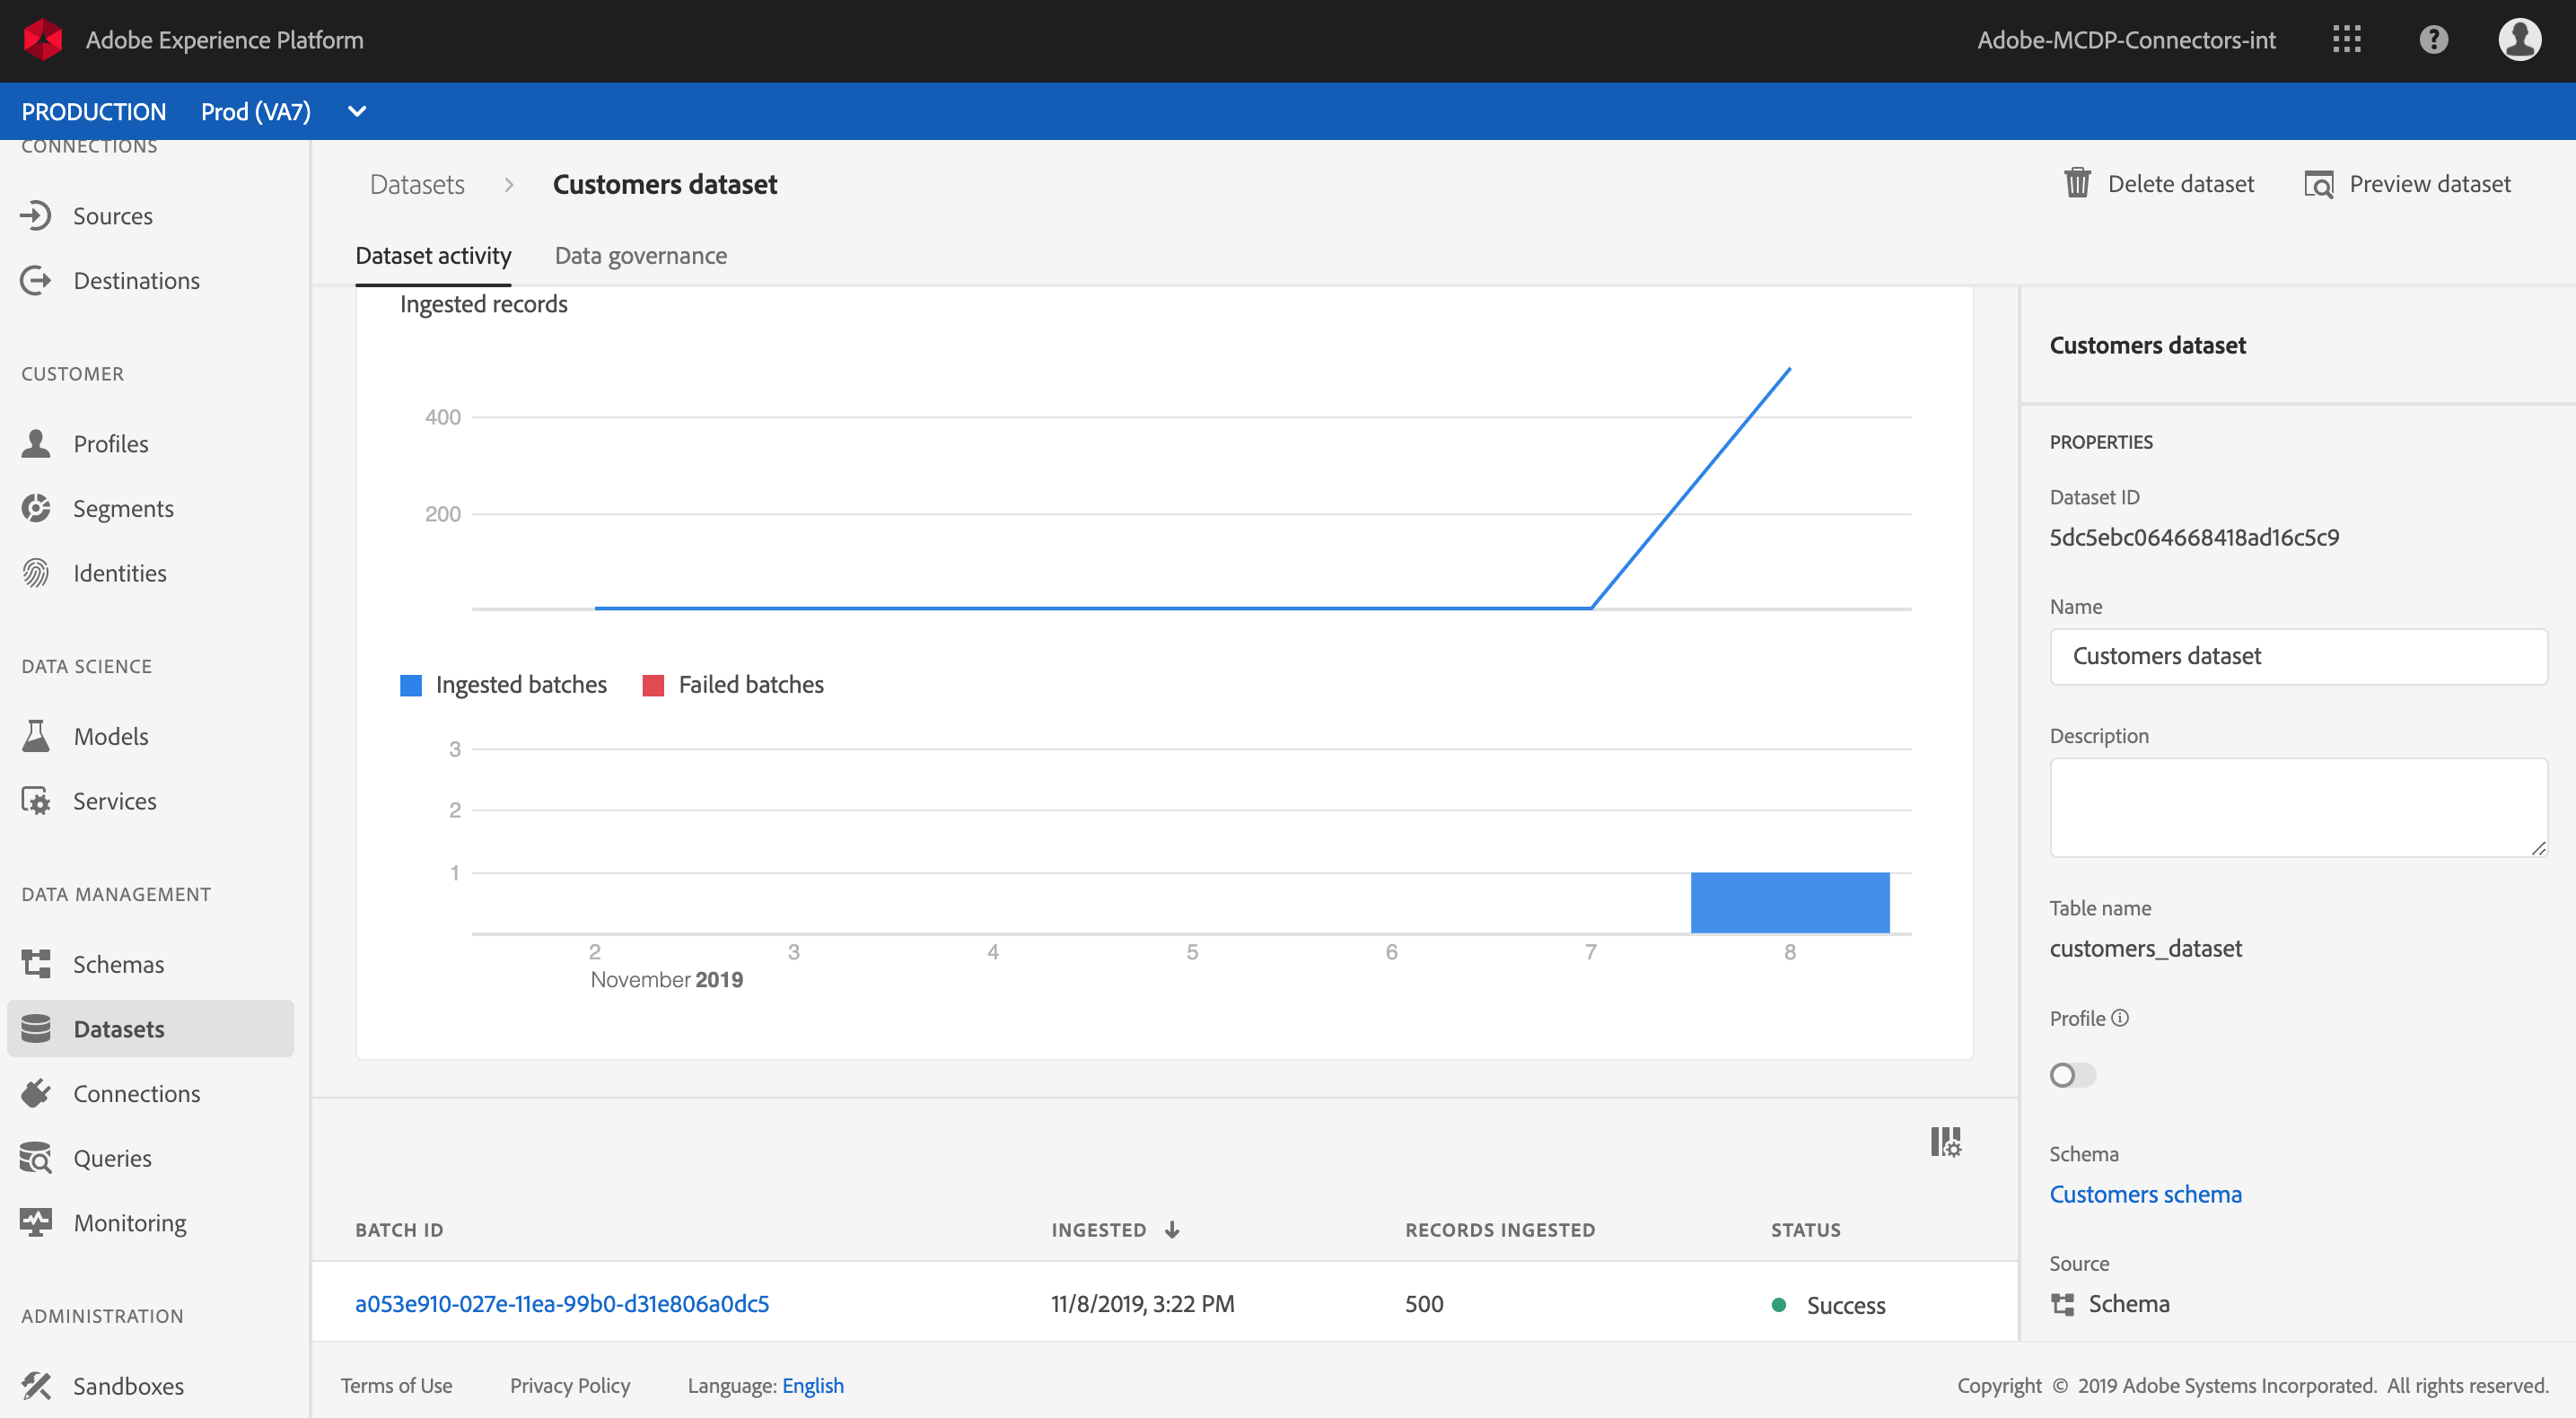 Adobe Experience Platform
Adobe-MCDP-Connectors-int
PRODUCTION Prod (VA7)
CONNECTIONS
Sources
Destinations
CUSTOMER
Profiles
Segments
Identities
DATA SCIENCE
Models
Services
DATA MANAGEMENT
Schemas
Datasets
Connections
Queries
Monitoring
ADMINISTRATION
Sandboxes
Datasets > Customers dataset
Delete dataset
Preview dataset
Dataset activity Data governance
Ingested records
400
200
Ingested batches Failed batches
3
2
1
2 3 4 5 6 7 8
November 2019
BATCH ID INGESTED RECORDS INGESTED STATUS
a053e910-027e-11ea-99b0-d31e806a0dc5 11/8/2019, 3:22 PM 500 Success
Customers dataset
PROPERTIES
Dataset ID
5dc5ebc064668418ad16c5c9
Name
Customers dataset
Description
Table name
customers_dataset
Profile
Schema
Customers schema
Source
Schema
Terms of Use Privacy Policy Language: English
Copyright © 2019 Adobe Systems Incorporated. All rights reserved.